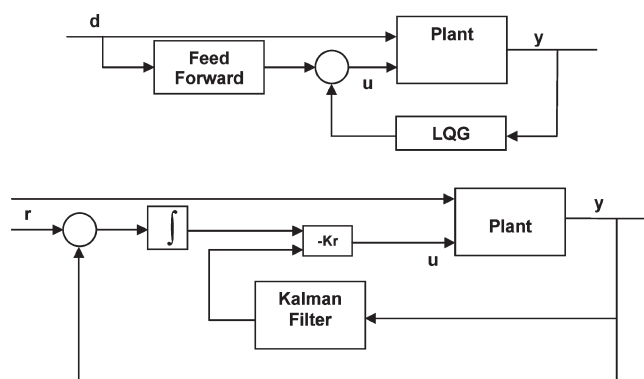 d
Plant
y
Feed
Forward
u
LQG
r
∫
-Kr
Plant
y
u
Kalman
Filter